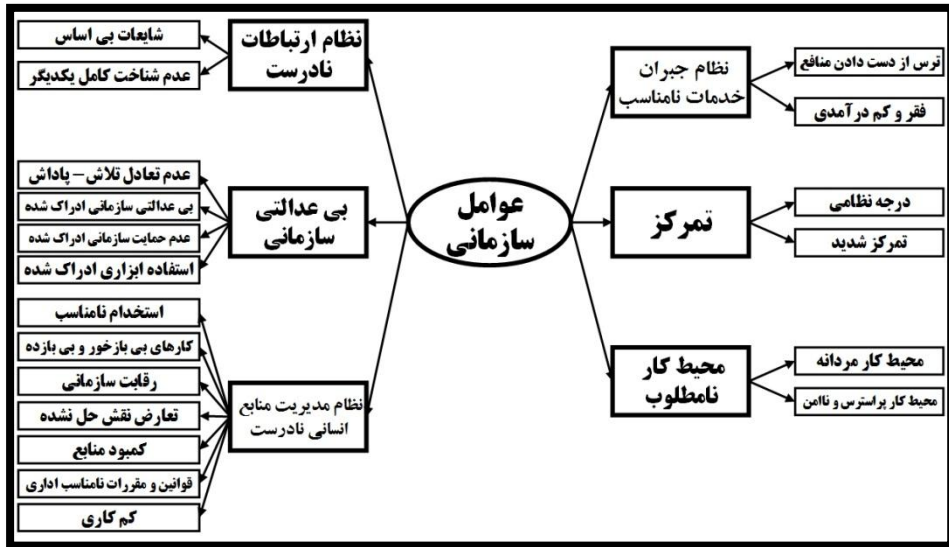 عوامل
سازمانی
نظام جبران
خدمات نامناسب
ترس از دست دادن منافع
فقر و کم درآمدی
تمرکز
درجه نظامی
تمرکز شدید
محیط کار
نامطلوب
محیط کار مردانه
محیط کار پراسترس و ناامن
نظام ارتباطات
نادرست
شایعات بی اساس
عدم شناخت کامل یکدیگر
بی عدالتی
سازمانی
عدم تعادل تلاش – پاداش
بی عدالتی سازمانی ادراک شده
عدم حمایت سازمانی ادراک شده
استفاده ابزاری ادراک شده
نظام مدیریت منابع
انسانی نادرست
استخدام نامناسب
کارهای بی بازخور و بی بازده
رقابت سازمانی
تعارض نقش حل نشده
کمبود منابع
قوانین و مقررات نامناسب اداری
کم کاری